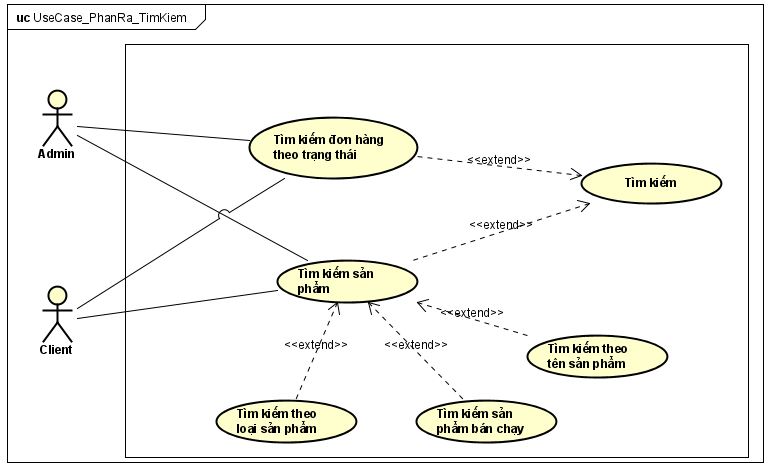 uc UseCase_PhanRa_TimKiem
Admin
Tìm kiếm đơn hàng
theo trạng thái
<<extend>>
Tìm kiếm
<<extend>>
Tìm kiếm sản
phẩm
Client
<<extend>>
<<extend>>
<<extend>>
Tìm kiếm theo
tên sản phẩm
Tìm kiếm theo
loại sản phẩm
Tìm kiếm sản
phẩm bán chạy